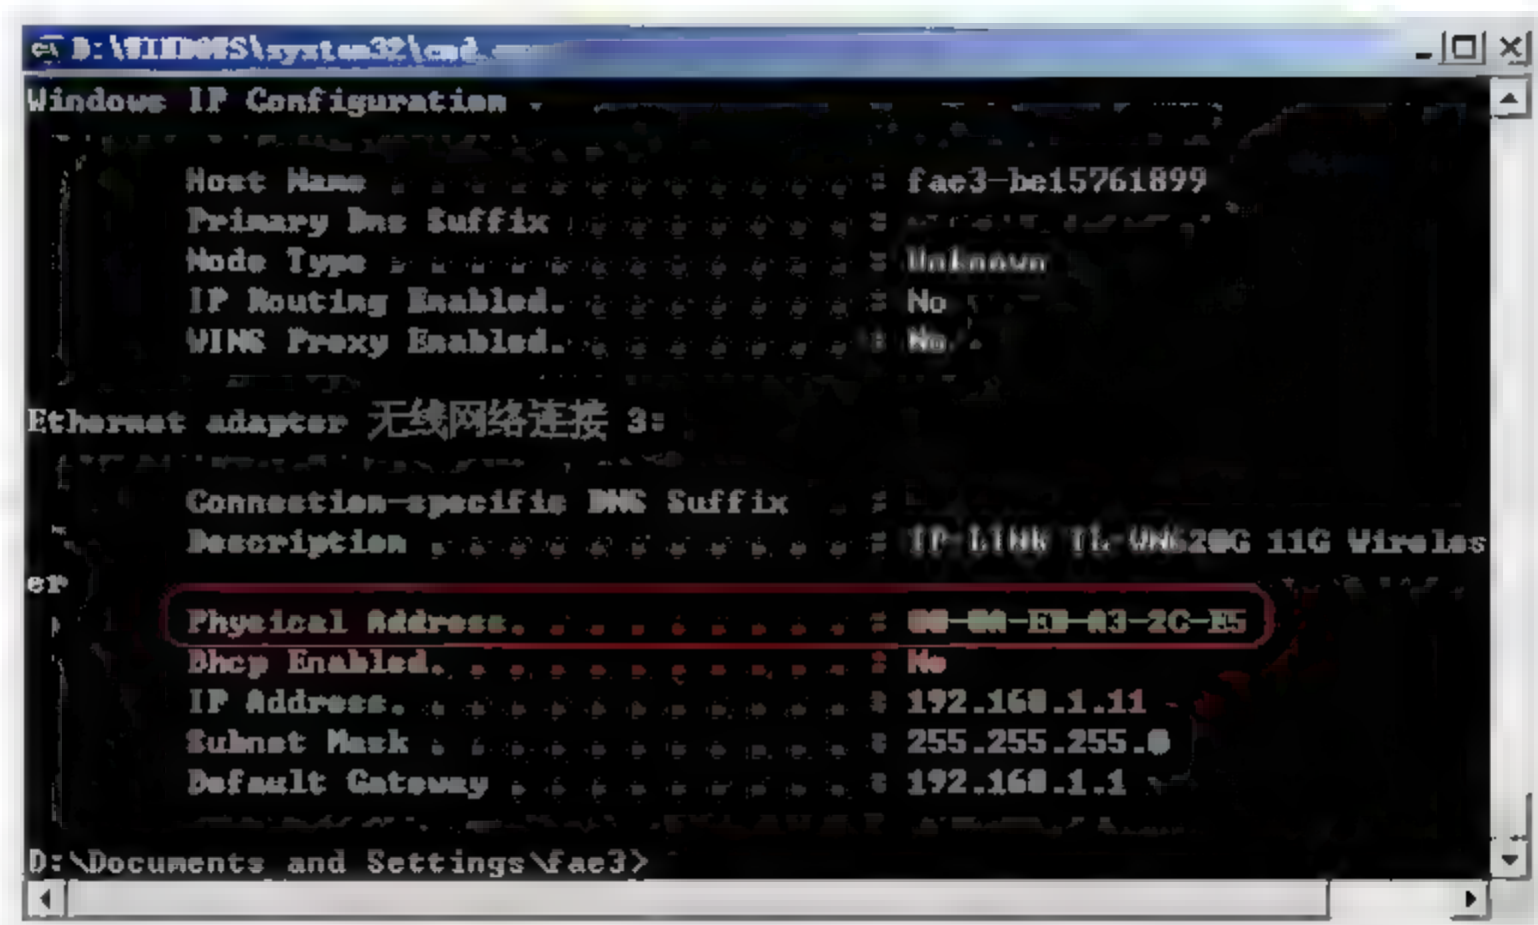 D:\WINDOWS\system32\cmd.exe
Windows IP Configuration
Host Name . . . . . . . . . . . . : fae3-be15761899
Primary Dns Suffix . . . . . . . :
Node Type . . . . . . . . . . . . : Unknown
IP Routing Enabled. . . . . . . . : No
WINS Proxy Enabled. . . . . . . . : No
Ethernet adapter 无线网络连接 3:
Connection-specific DNS Suffix . :
Description . . . . . . . . . . . : TP-LINK TL-WN620G 11G Wireles
er
Physical Address. . . . . . . . . :
Dhcp Enabled. . . . . . . . . . . : No
IP Address. . . . . . . . . . . . : 192.168.1.11
Subnet Mask . . . . . . . . . . . : 255.255.255.0
Default Gateway . . . . . . . . . : 192.168.1.1
D:\Documents and Settings\fae3>